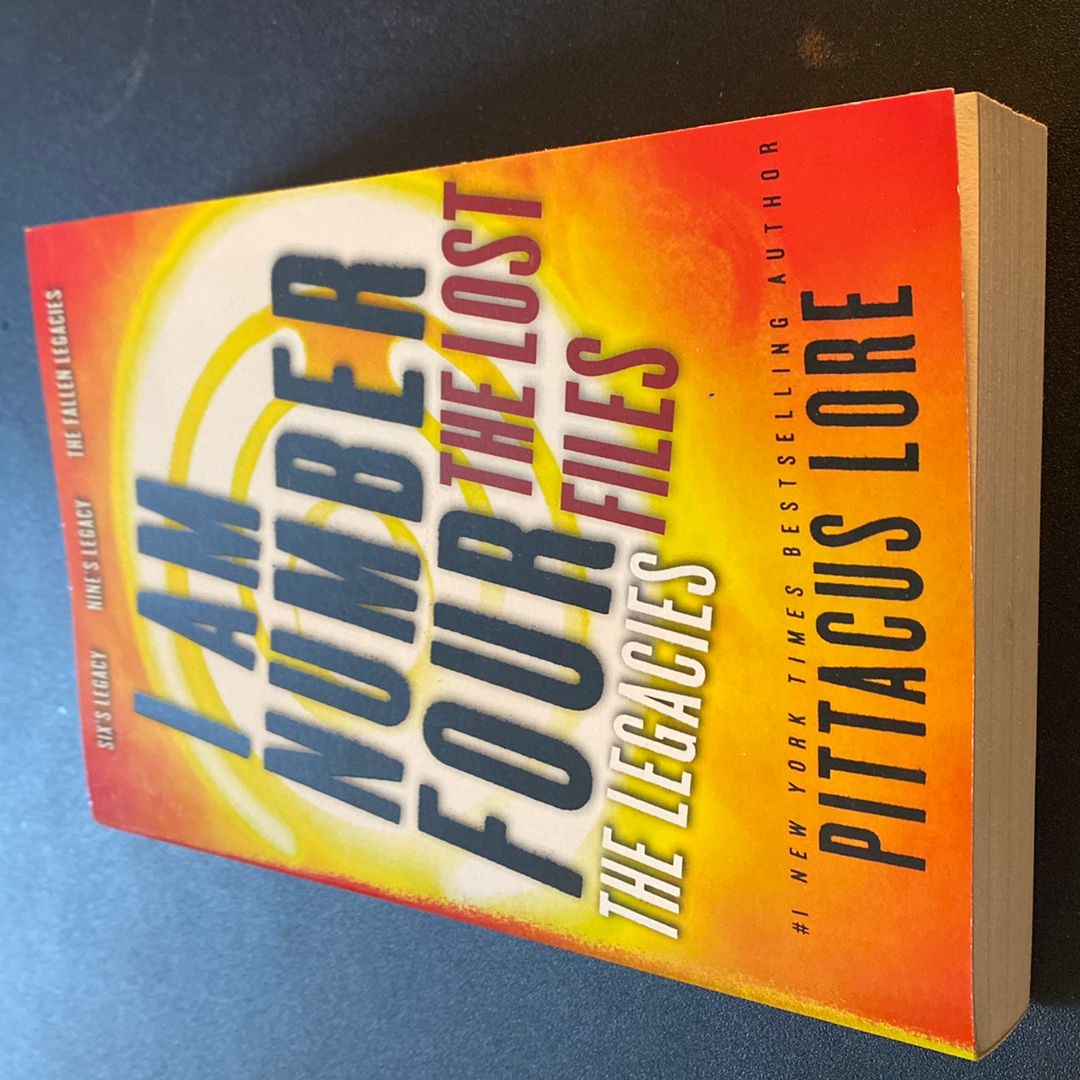 SIX'S LEGACY NINE'S LEGACY THE FALLEN LEGACIES
I AM
NUMBER
FOUR THE LOST
FILES
THE LEGACIES
#1 NEW YORK TIMES BESTSELLING AUTHOR
PITTACUS LORE